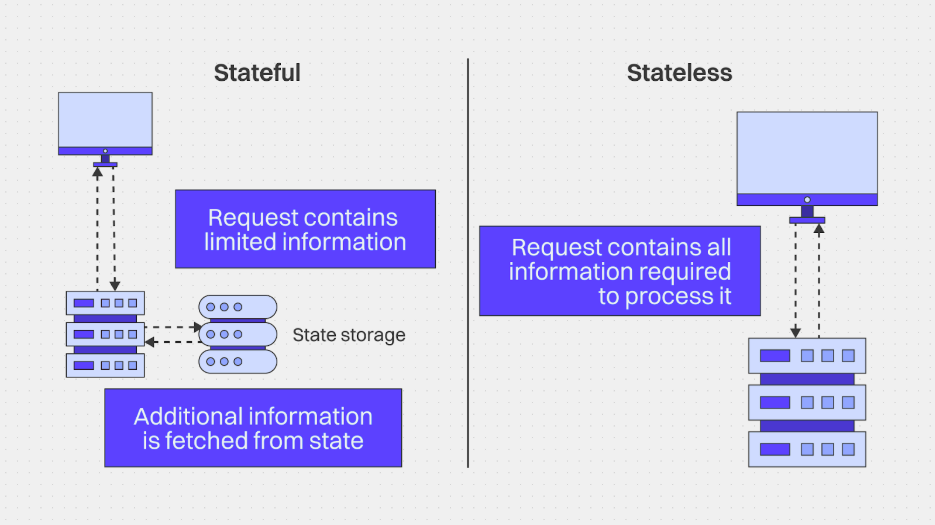 Stateful
Request contains
limited information
State storage
Additional information
is fetched from state
Stateless
Request contains all
information required
to process it